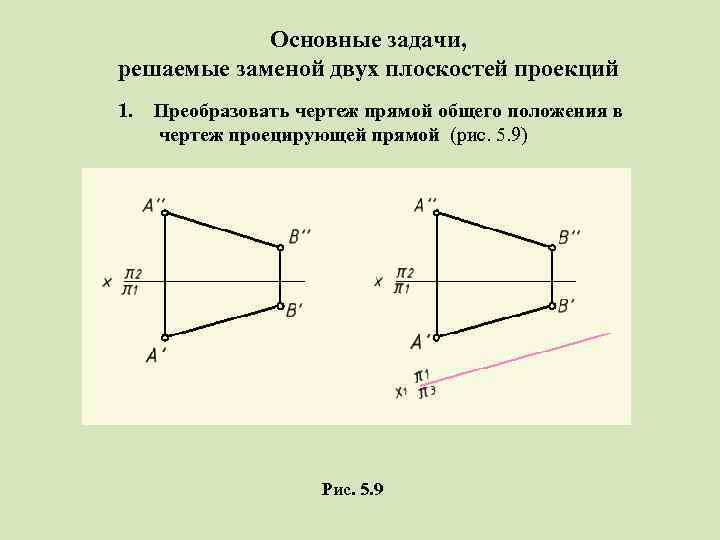 Основные задачи,
решаемые заменой двух плоскостей проекций
1. Преобразовать чертеж прямой общего положения в
чертеж проецирующей прямой (рис. 5.9)
A''
B''
x π2
π1
B'
A'
A''
B''
x π2
π1
B'
A'
x1 π1
π3
Рис. 5.9